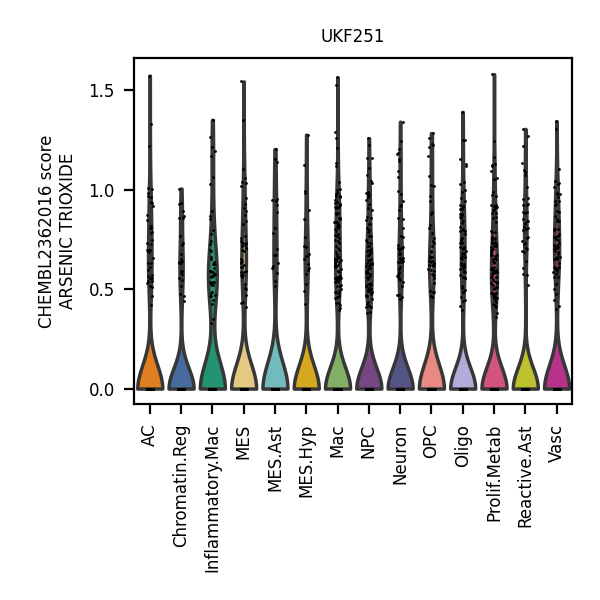 UKF251
CHEMBL2362016 score
ARSENIC TRIOXIDE
1.5
1.0
0.5
0.0
AC
Chromatin.Reg
Inflammatory.Mac
MES
MES.Ast
MES.Hyp
Mac
NPC
Neuron
OPC
Oligo
Prolif.Metab
Reactive.Ast
Vasc